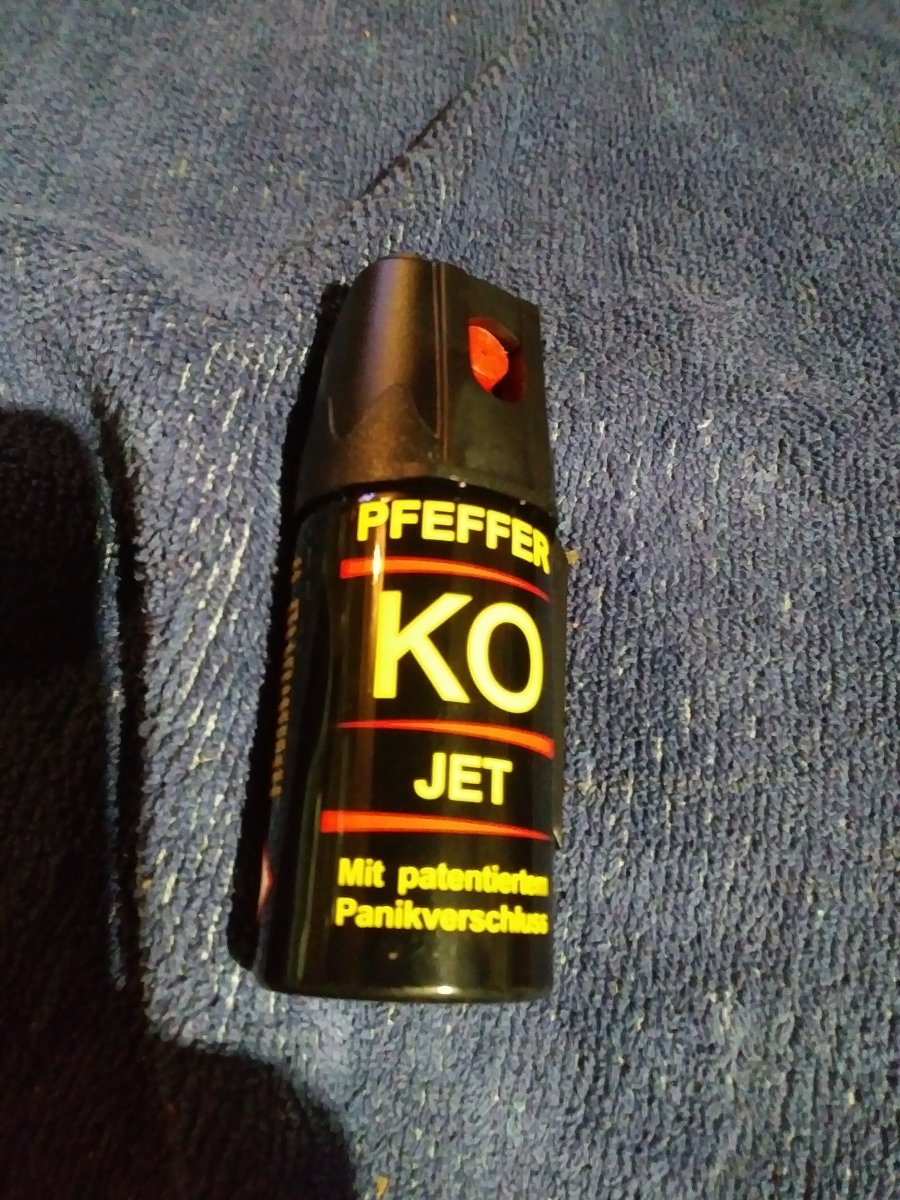 PFEFFER
KO
JET
Mit patentiertem
Panikverschluss